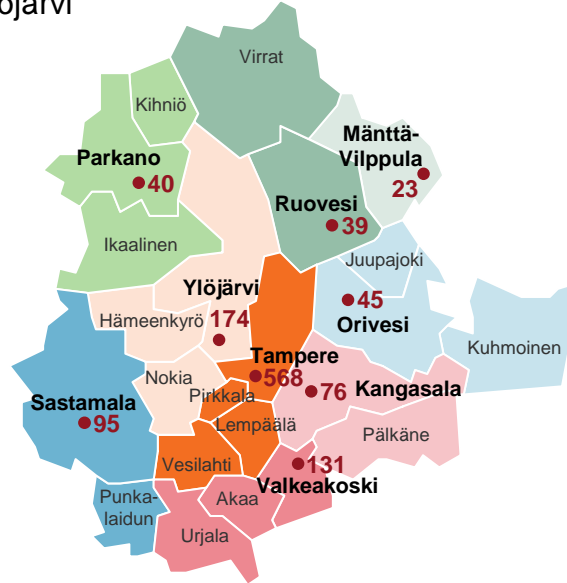 öjärvi
Virrat
Kihniö
Mänttä-
Vilppula
Parkano
40
23
Ruovesi
39
Ikaalinen
Juupajoki
Ylöjärvi
45
Hämeenkyrö
174
Orivesi
Kuhmoinen
Tampere
Nokia
568
76
Kangasala
Pirkkala
Sastamala
95
Lempäälä
Pälkäne
Vesilahti
131
Valkeakoski
Punka-
laidun
Akaa
Urjala